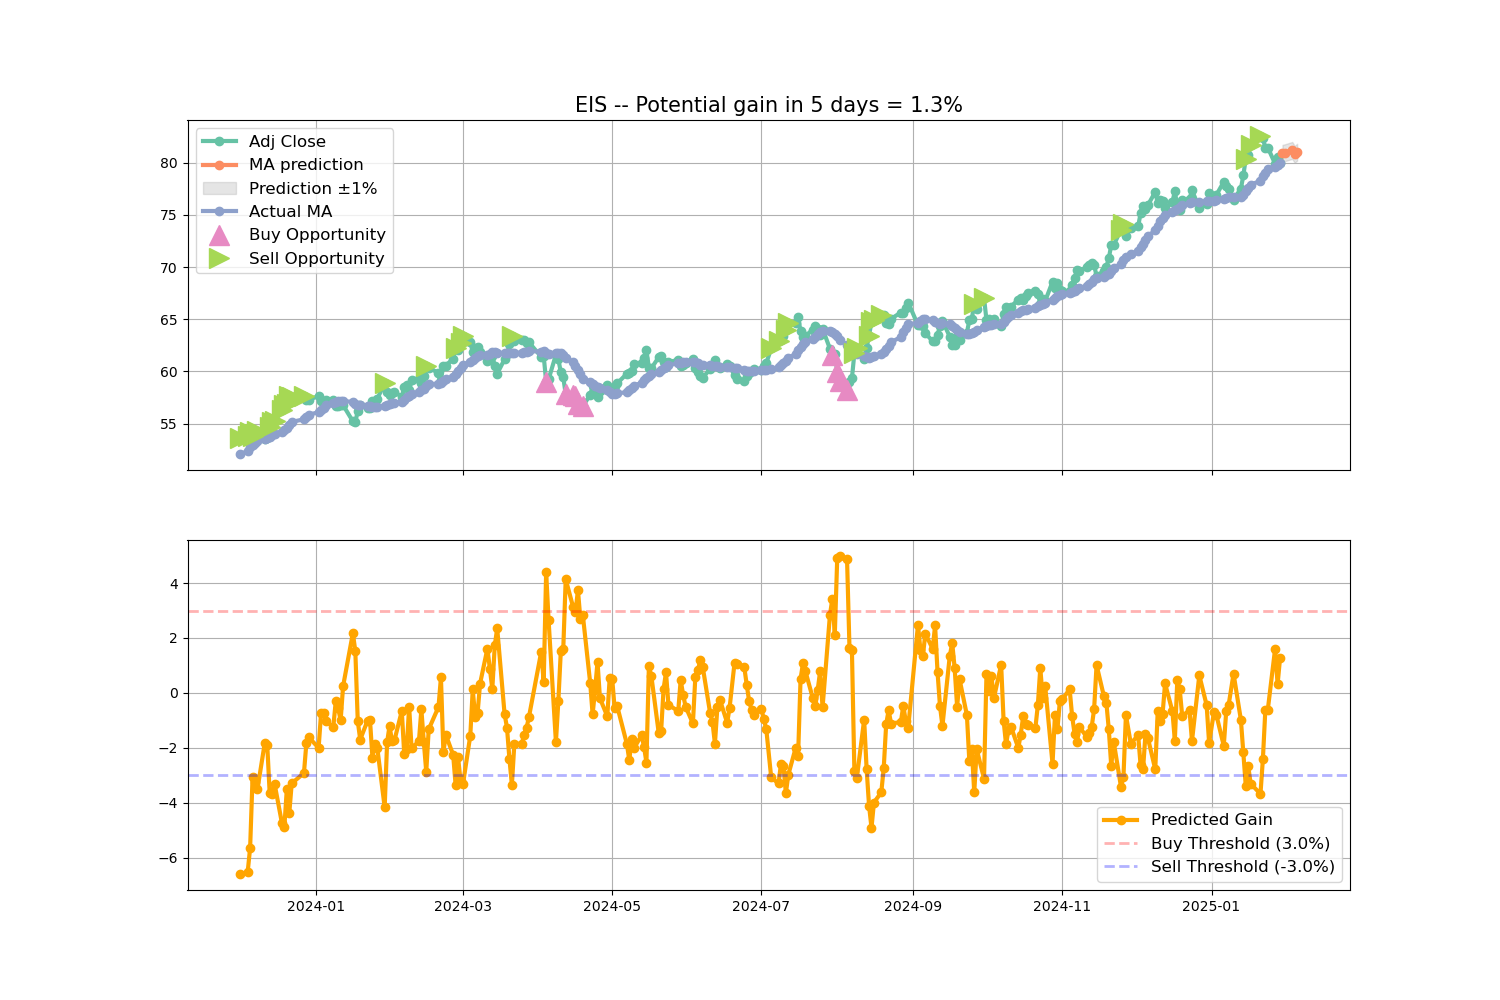 EIS -- Potential gain in 5 days = 1.3%
Adj Close
MA prediction
Prediction ±1%
Actual MA
Buy Opportunity
Sell Opportunity
80
75
70
65
60
55
4
2
0
−2
−4
−6
Predicted Gain
Buy Threshold (3.0%)
Sell Threshold (-3.0%)
2024-01 2024-03 2024-05 2024-07 2024-09 2024-11 2025-01